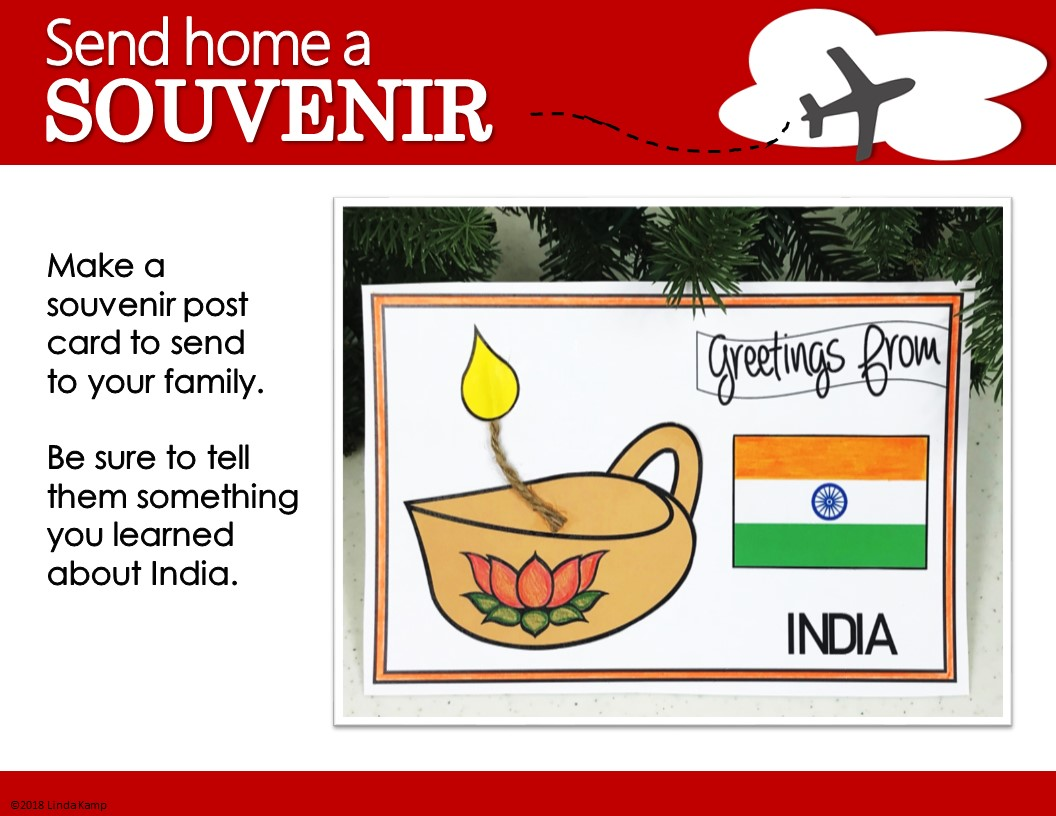 Send home a
SOUVENIR
Make a
souvenir post
card to send
to your family.
Be sure to tell
them something
you learned
about India.
Greetings from
INDIA
©2018 Linda Kamp